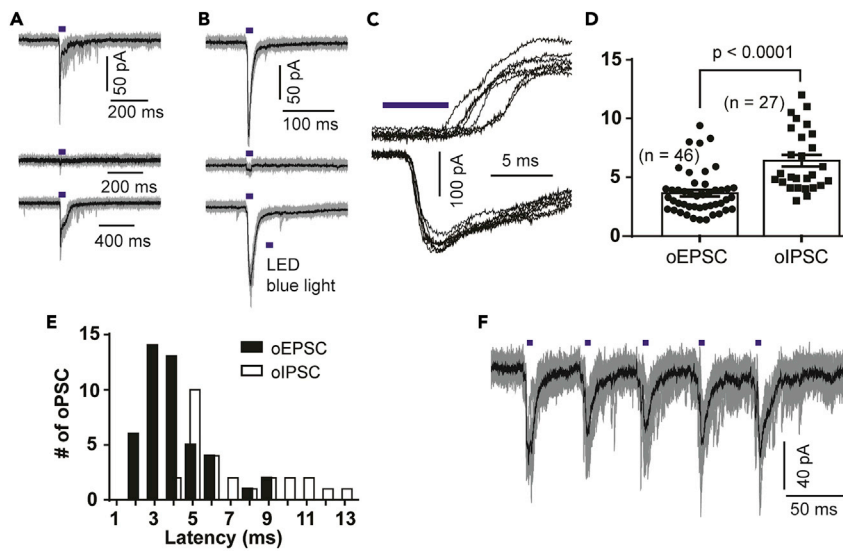 A
50 pA
200 ms
200 ms
400 ms
B
50 pA
100 ms
LED
blue light
C
100 pA
5 ms
D
p < 0.0001
15
10
5
0
(n = 46)
(n = 27)
oEPSC
oIPSC
E
# of oPSC
15
10
5
0
oEPSC
oIPSC
1 3 5 7 9 11 13
Latency (ms)
F
40 pA
50 ms